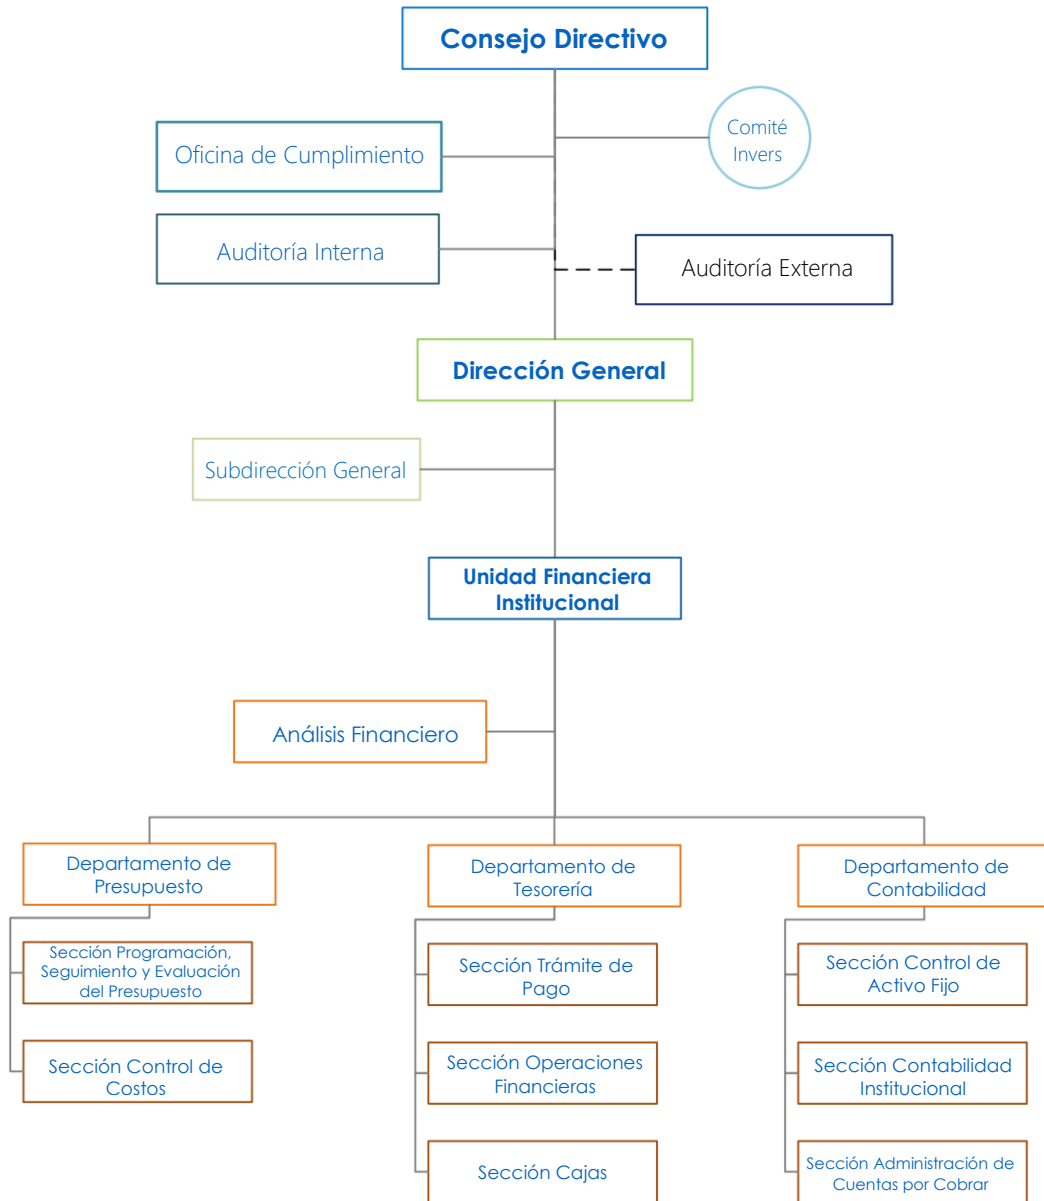 Consejo Directivo
Comité
Invers
Oficina de Cumplimiento
Auditoría Interna
Auditoría Externa
Dirección General
Subdirección General
Unidad Financiera
Institucional
Análisis Financiero
Departamento de
Presupuesto
Sección Programación,
Seguimiento y Evaluación
del Presupuesto
Sección Control de
Costos
Departamento de
Tesorería
Sección Trámite de
Pago
Sección Operaciones
Financieras
Sección Cajas
Departamento de
Contabilidad
Sección Control de
Activo Fijo
Sección Contabilidad
Institucional
Sección Administración de
Cuentas por Cobrar